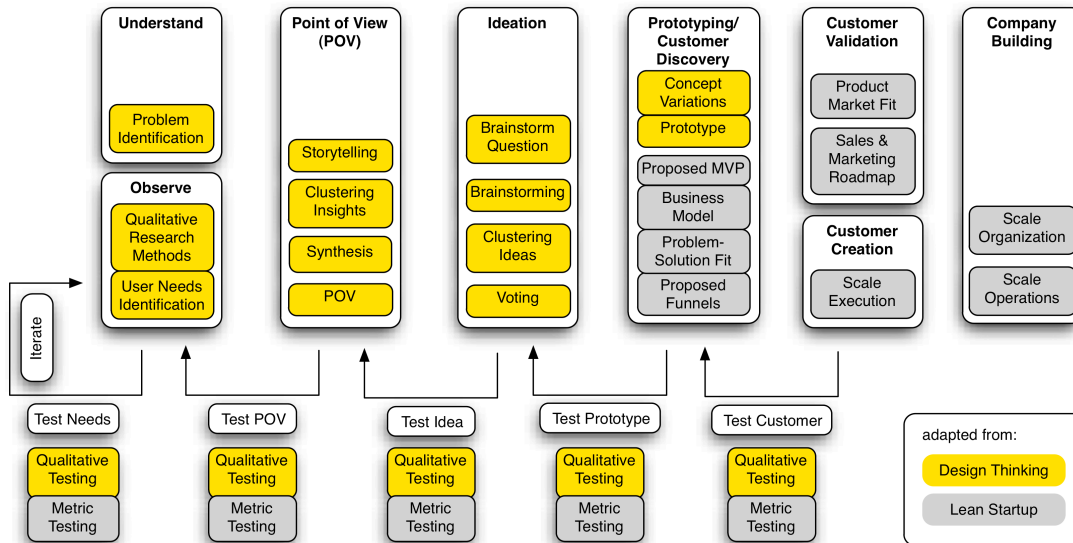 Understand
Problem
Identification
Observe
Qualitative
Research
Methods
User Needs
Identification
Point of View
(POV)
Storytelling
Clustering
Insights
Synthesis
POV
Ideation
Brainstorm
Question
Brainstorming
Clustering
Ideas
Voting
Prototyping/
Customer
Discovery
Concept
Variations
Prototype
Proposed MVP
Business
Model
Problem-
Solution Fit
Proposed
Funnels
Customer
Validation
Product
Market Fit
Sales &
Marketing
Roadmap
Customer
Creation
Scale
Execution
Company
Building
Scale
Organization
Scale
Operations
Iterate
Test Needs
Qualitative
Testing
Metric
Testing
Test POV
Qualitative
Testing
Metric
Testing
Test Idea
Qualitative
Testing
Metric
Testing
Test Prototype
Qualitative
Testing
Metric
Testing
Test Customer
Qualitative
Testing
Metric
Testing
adapted from:
Design Thinking
Lean Startup